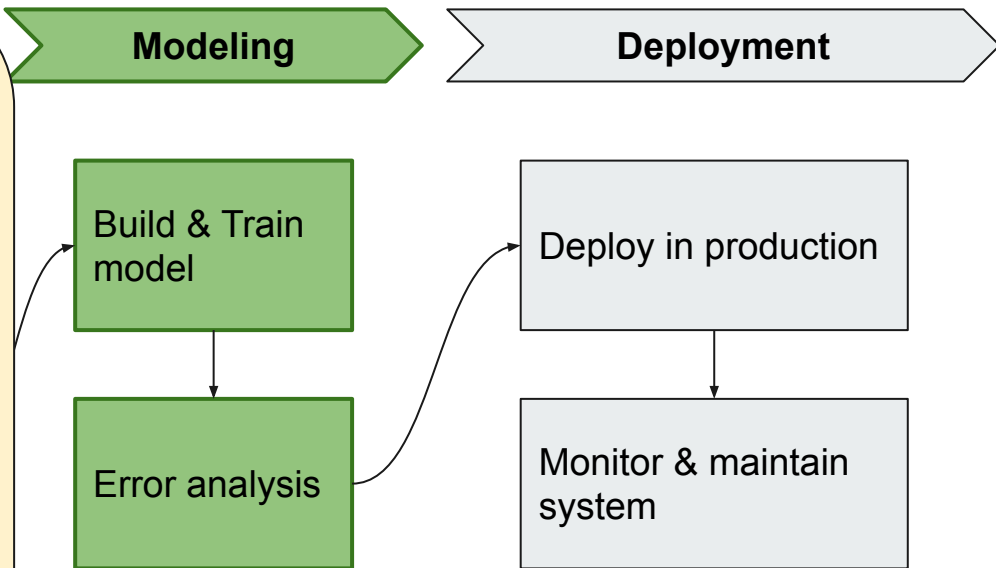 Modeling
Deployment
Build & Train
model
Deploy in production
Error analysis
Monitor & maintain
system